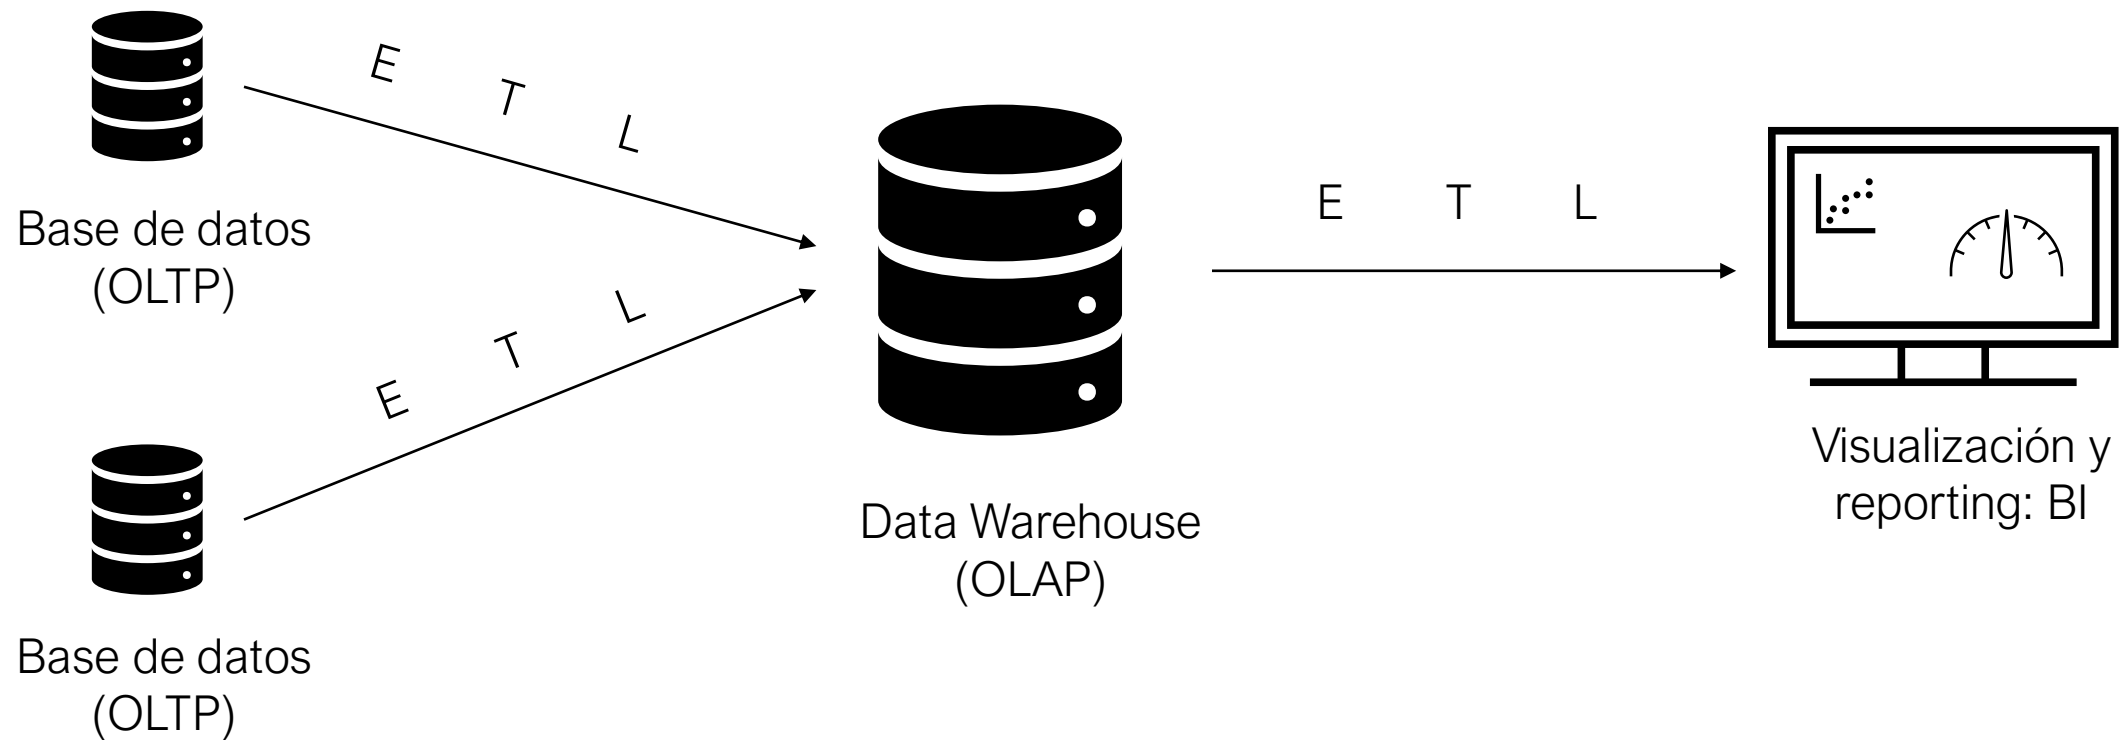 E T L
Base de datos
(OLTP)
E T L
Base de datos
(OLTP)
Data Warehouse
(OLAP)
E T L
Visualización y
reporting: BI